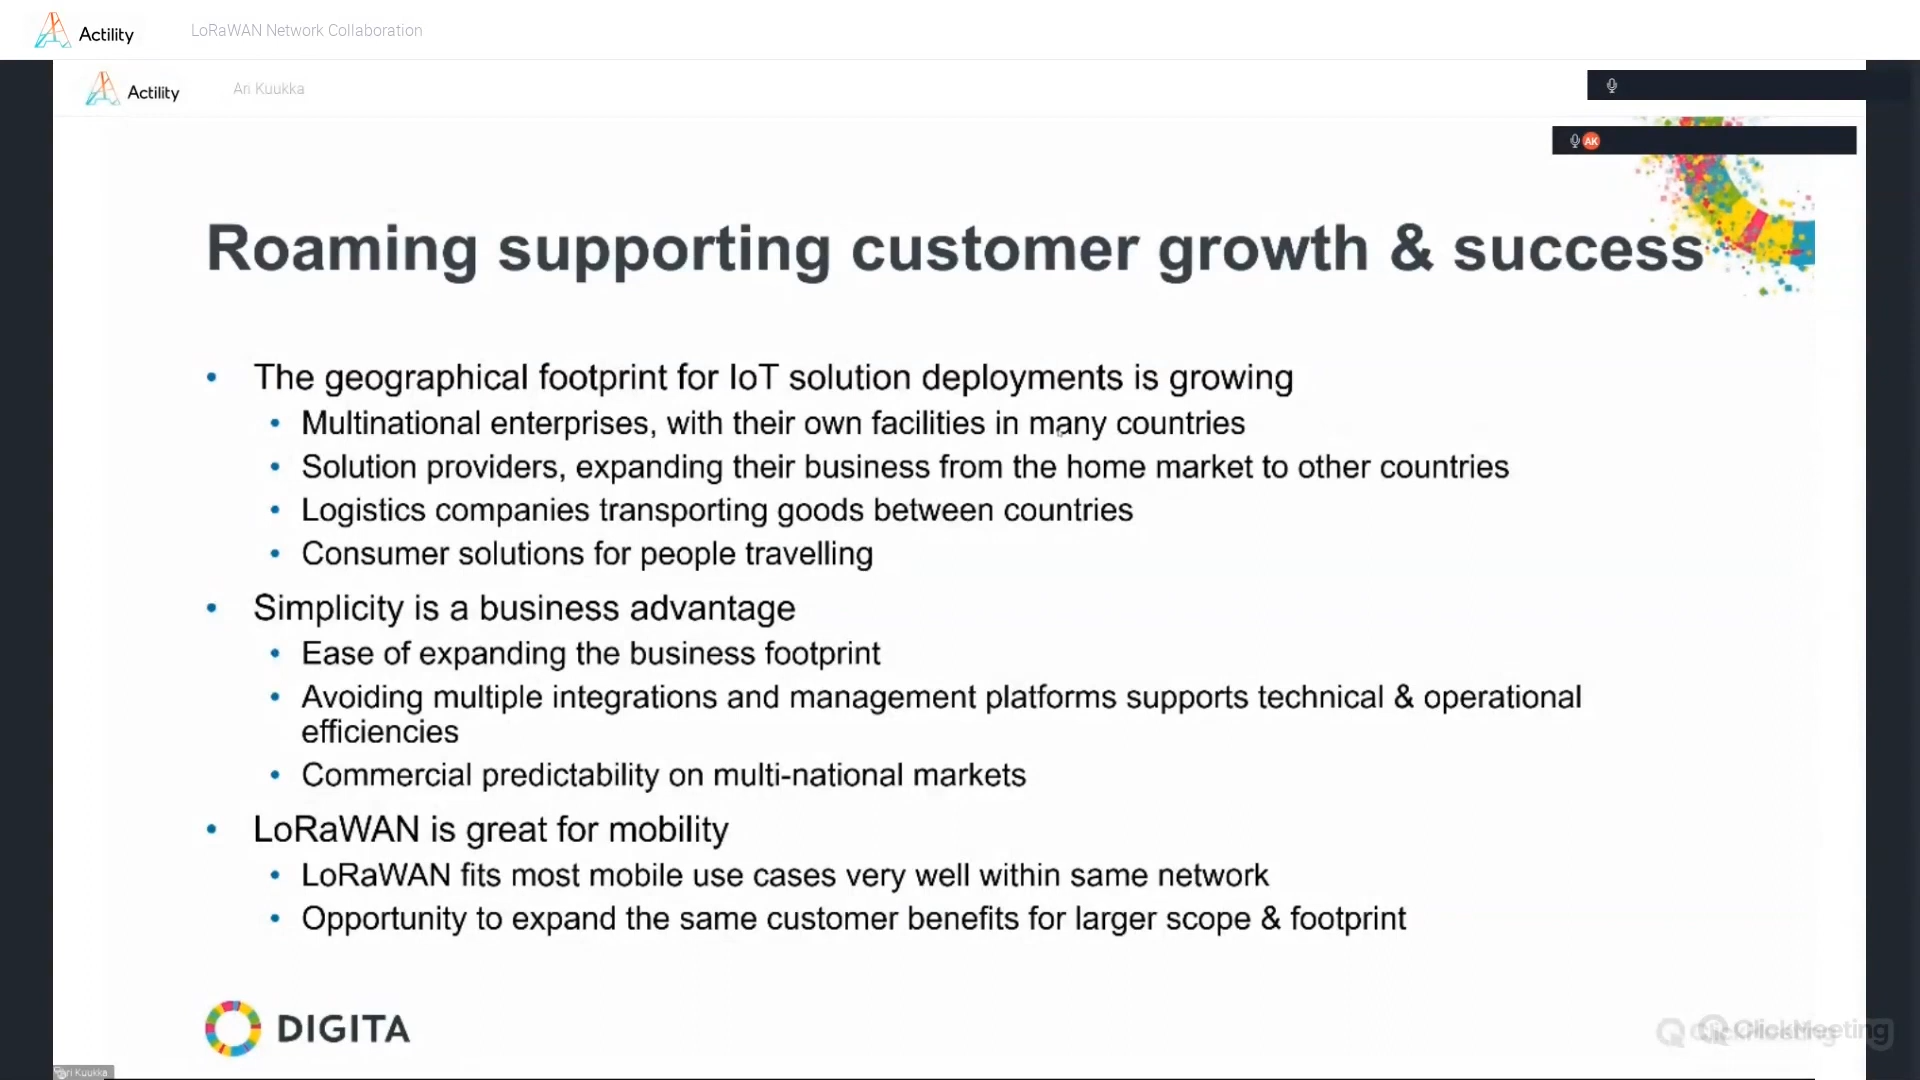 Actility
LoRaWAN Network Collaboration
Actility
Ari Kuukka
AK
Roaming supporting customer growth & success
• The geographical footprint for IoT solution deployments is growing
• Multinational enterprises, with their own facilities in many countries
• Solution providers, expanding their business from the home market to other countries
• Logistics companies transporting goods between countries
• Consumer solutions for people travelling
• Simplicity is a business advantage
• Ease of expanding the business footprint
• Avoiding multiple integrations and management platforms supports technical & operational
efficiencies
• Commercial predictability on multi-national markets
• LoRaWAN is great for mobility
• LoRaWAN fits most mobile use cases very well within same network
• Opportunity to expand the same customer benefits for larger scope & footprint
DIGITA
ClickMeeting
Ari Kuukka